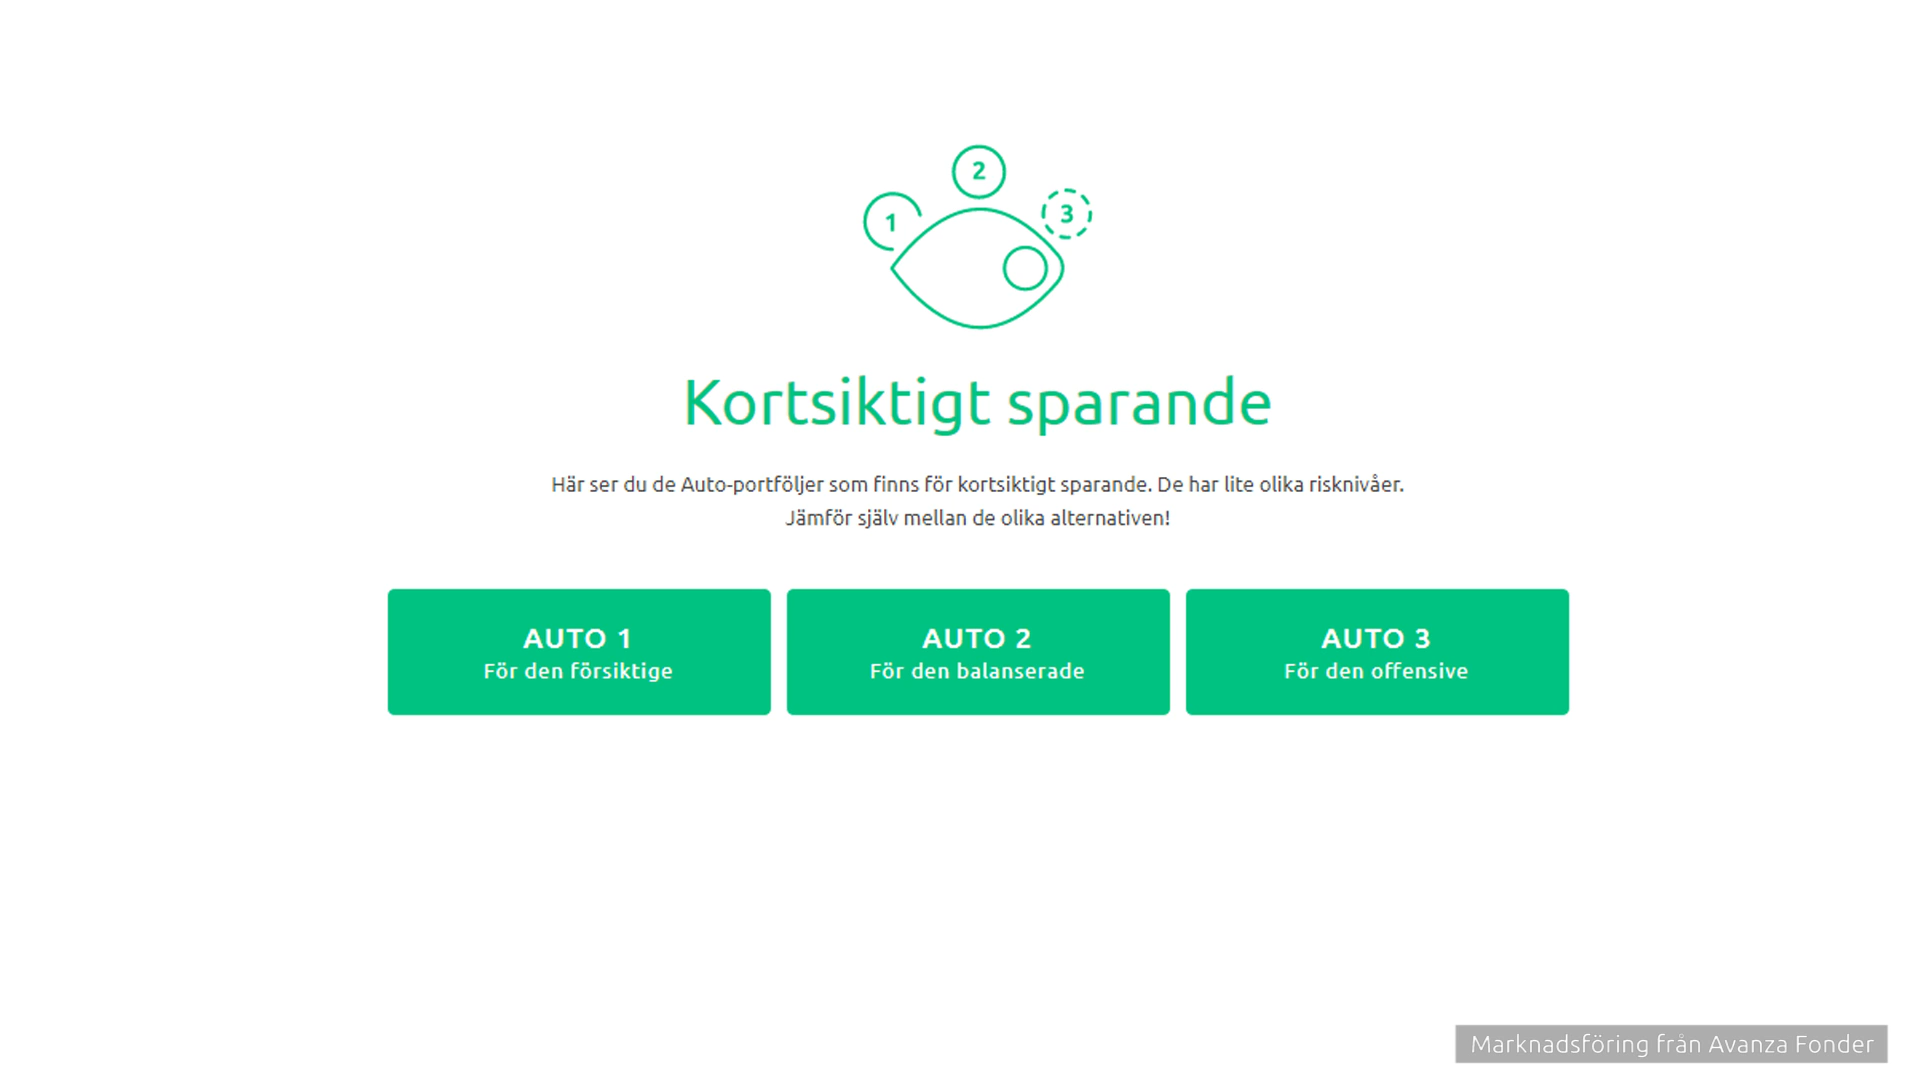 1
2
3
Kortsiktigt sparande
Här ser du de Auto-portföljer som finns för kortsiktigt sparande. De har lite olika risknivåer.
Jämför själv mellan de olika alternativen!
AUTO 1
För den försiktige
AUTO 2
För den balanserade
AUTO 3
För den offensive
Marknadsföring från Avanza Fonder